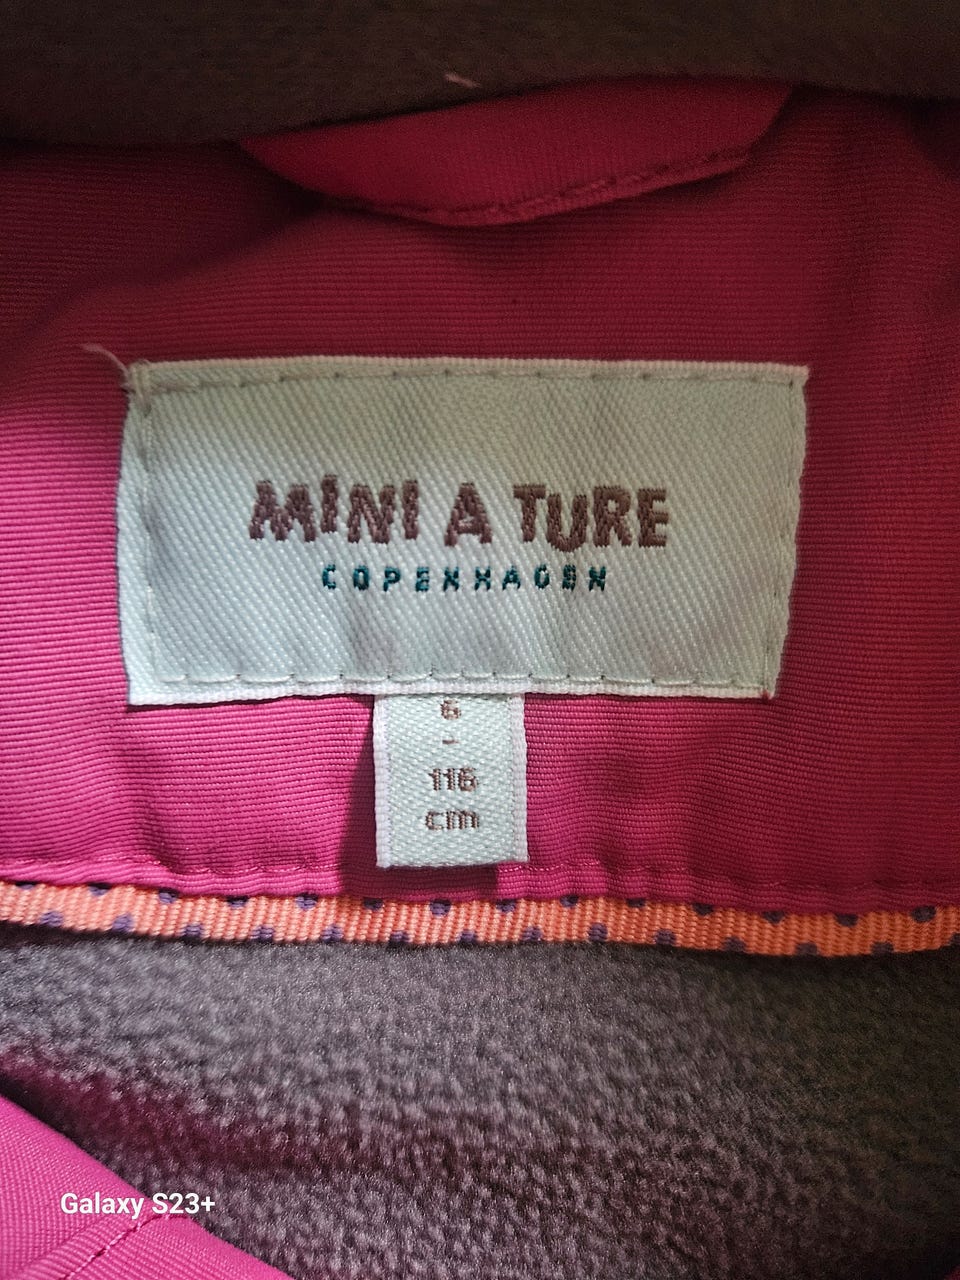 MINI A TURE
COPENHAGEN
6
-
116
cm
Galaxy S23+